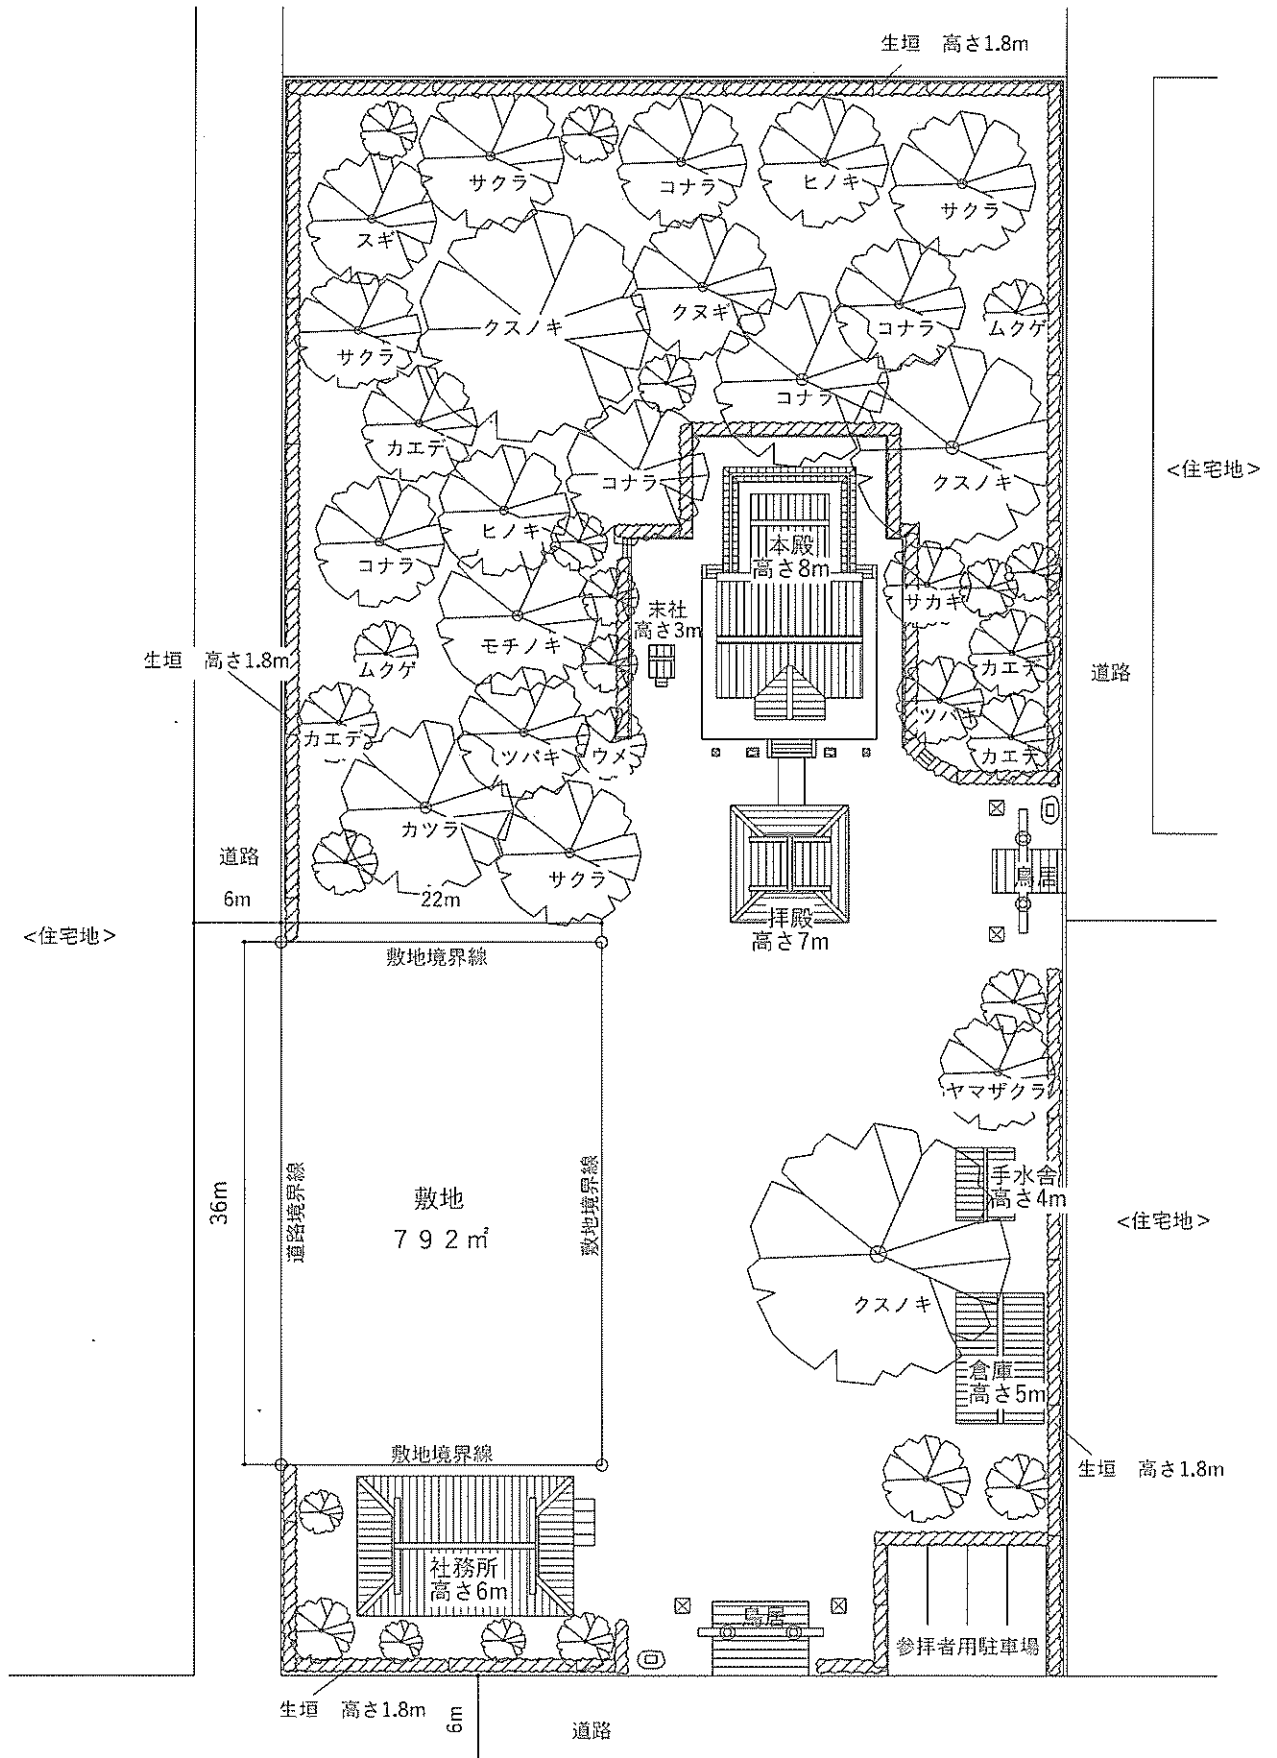 生垣　高さ1.8m
サクラ
コナラ
ヒノキ
サクラ
スギ
クスノキ
クヌギ
コナラ
ムクゲ
サクラ
コナラ
カエデ
コナラ
クスノキ
<住宅地>
ヒノキ
本殿
高さ8m
コナラ
サカキ
末社
高さ3m
モチノキ
ムクゲ
カエデ
生垣　高さ1.8m
道路
ツバキ
カエデ
ツバキ
ウメ
カエデ
カツラ
サクラ
道路
鳥居
6m
22m
拝殿
高さ7m
<住宅地>
敷地境界線
ヤマザクラ
36m
道路境界線
敷地
７９２㎡
敷地境界線
手水舎
高さ4m
<住宅地>
クスノキ
倉庫
高さ5m
敷地境界線
生垣　高さ1.8m
社務所
高さ6m
鳥居
参拝者用駐車場
生垣　高さ1.8m
6m
道路